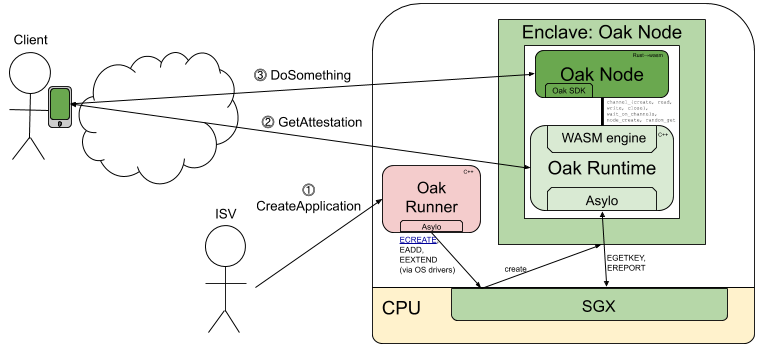 Client
③ DoSomething
② GetAttestation
①
CreateApplication
ISV
Enclave: Oak Node
Rust→wasm
Oak Node
Oak SDK
channel_(create, read,
write, close),
wait_on_channels,
node_create, random_get
WASM engine
C++
Oak Runtime
Asylo
C++
Oak
Runner
Asylo
ECREATE,
EADD,
EEXTEND
(via OS drivers)
create
EGETKEY,
EREPORT
CPU
SGX